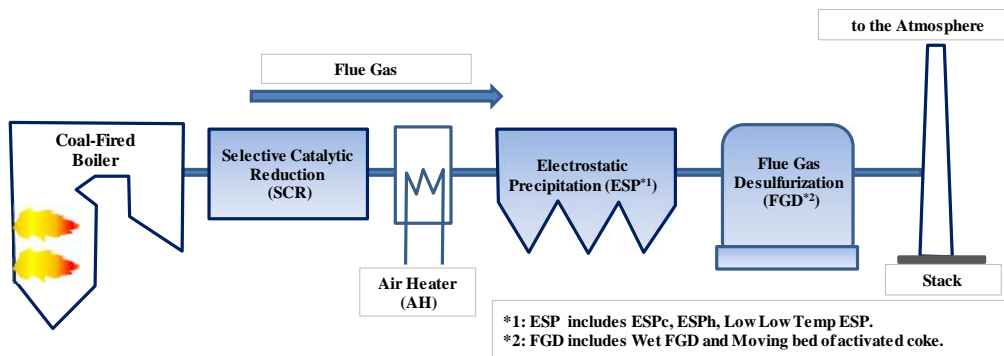 to the Atmosphere
Flue Gas
Coal-Fired
Boiler
Selective Catalytic
Reduction
(SCR)
Electrostatic
Precipitation (ESP*1)
Flue Gas
Desulfurization
(FGD*2)
Air Heater
(AH)
Stack
*1: ESP includes ESPc, ESPh, Low Low Temp ESP.
*2: FGD includes Wet FGD and Moving bed of activated coke.